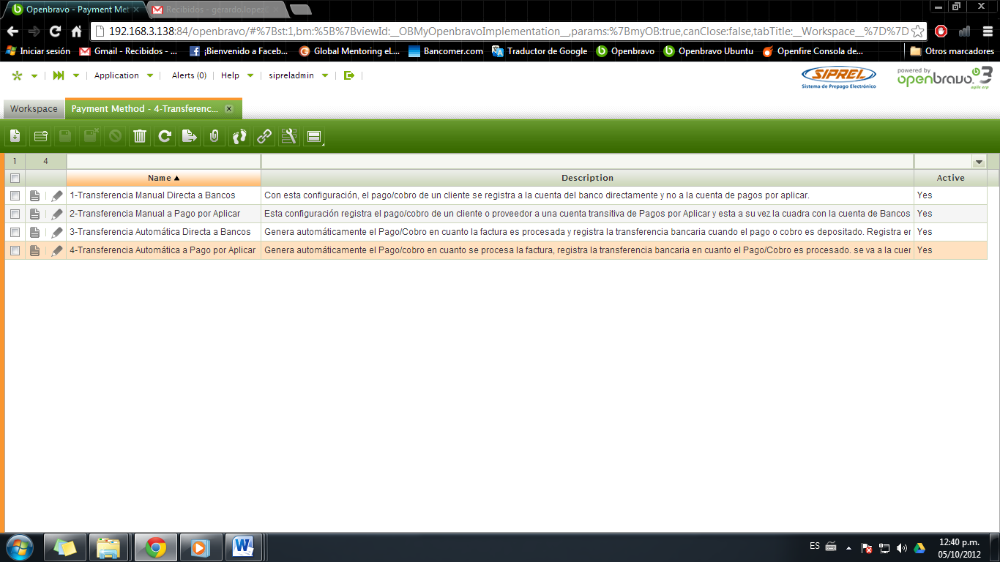 Openbravo - Payment Met
Recibidos - gerardo.lopez
192.168.3.138:84/openbravo/#%7Bst:1,bm:%5B%7BviewId:__OBMyOpenbravoImplementation__,params:%7BmyOB:true,canClose:false,tabTitle:__Workspace__%7D%7D
Iniciar sesión Gmail - Recibidos - ... ¡Bienvenido a Faceb... Global Mentoring eL... Bancomer.com Traductor de Google Openbravo Openbravo Ubuntu Openfire Consola de... Otros marcadores
Application Alerts (0) Help sipreladmin
SIPREL
Sistema de Prepago Electrónico
powered by
openbravo 3
agile erp
Workspace Payment Method - 4-Transferenc...
1 4
Name Description Active
1-Transferencia Manual Directa a Bancos Con esta configuración, el pago/cobro de un cliente se registra a la cuenta del banco directamente y no a la cuenta de pagos por aplicar. Yes
2-Transferencia Manual a Pago por Aplicar Esta configuración registra el pago/cobro de un cliente o proveedor a una cuenta transitiva de Pagos por Aplicar y esta a su vez la cuadra con la cuenta de Bancos Yes
3-Transferencia Automática Directa a Bancos Genera automáticamente el Pago/Cobro en cuanto la factura es procesada y registra la transferencia bancaria cuando el pago o cobro es depositado. Registra en Yes
4-Transferencia Automática a Pago por Aplicar Genera automáticamente el Pago/cobro en cuanto se procesa la factura, registra la transferencia bancaria en cuanto el Pago/Cobro es procesado. se va a la cuen Yes
ES 12:40 p.m.
05/10/2012